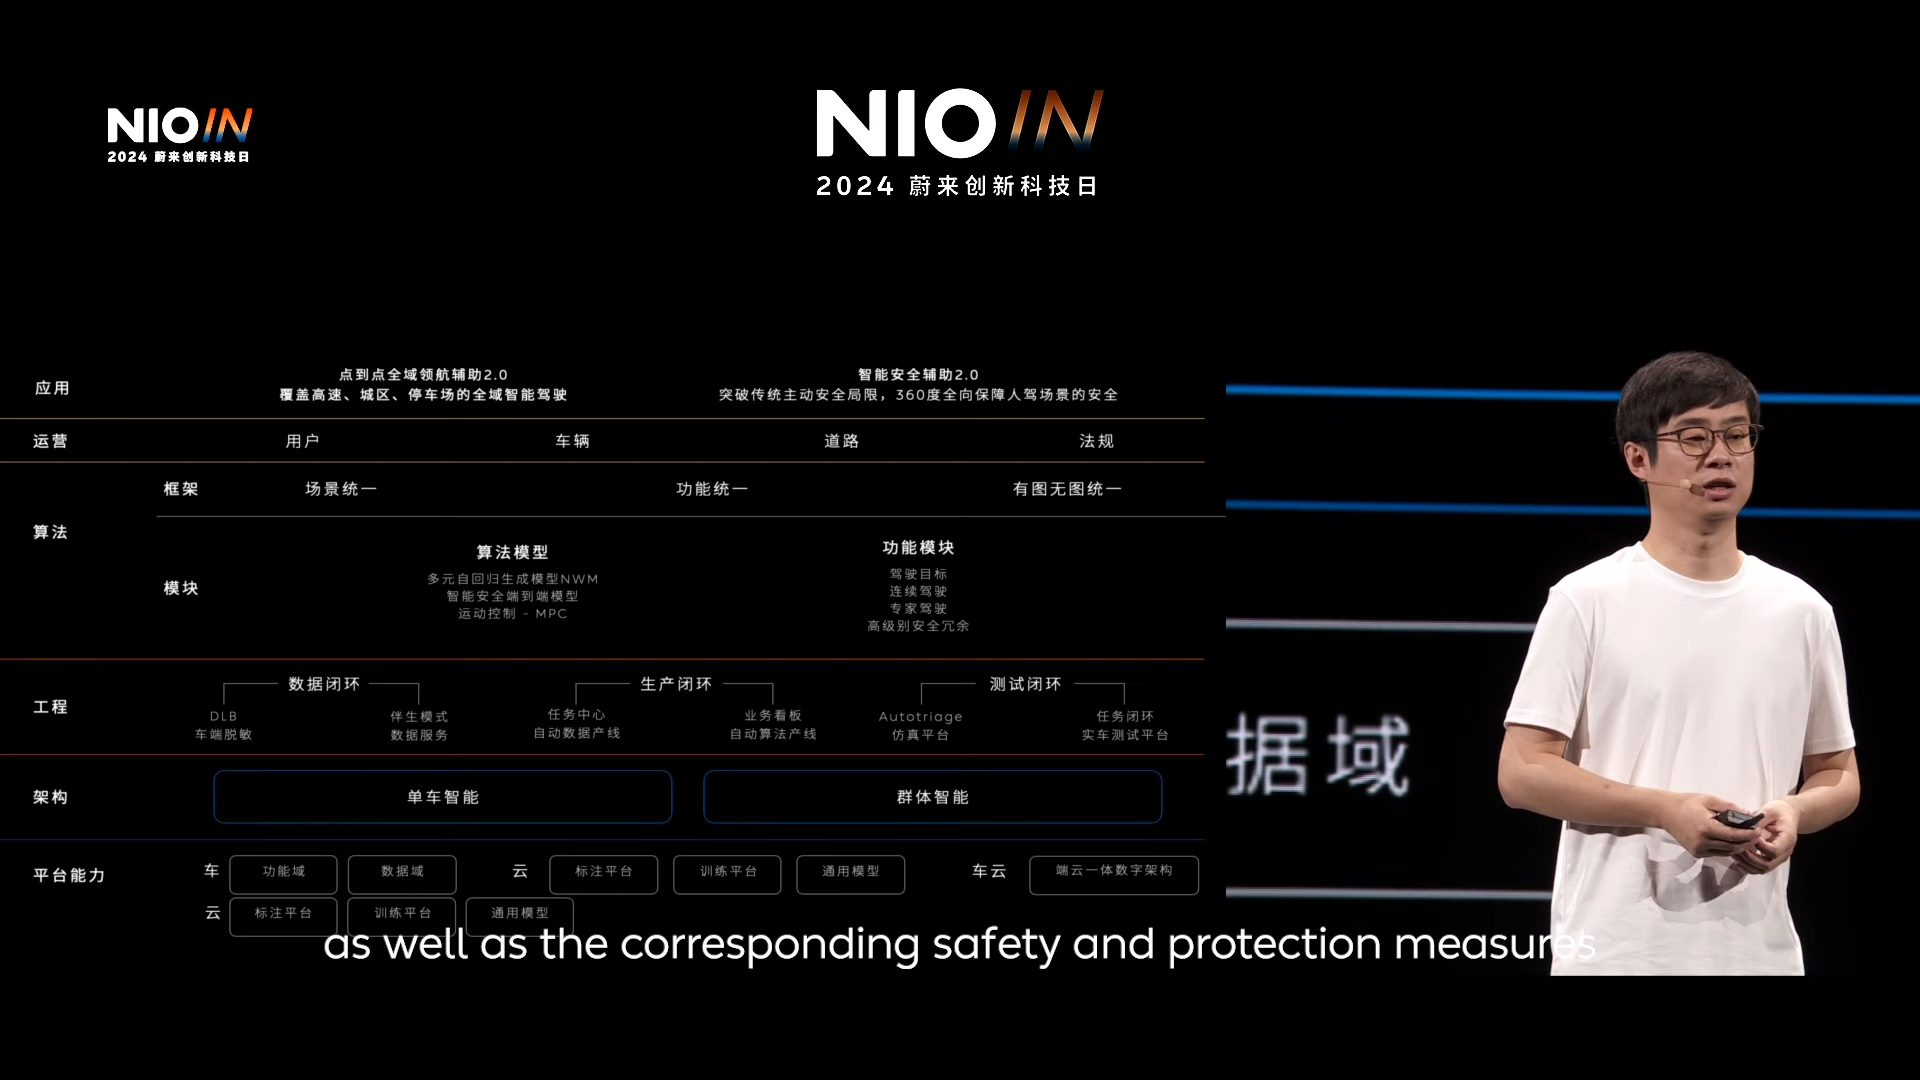 NIO IN
2024 蔚来创新科技日
NIO IN
2024 蔚来创新科技日
应用
点到点全域领航辅助2.0
覆盖高速、城区、停车场的全域智能驾驶
智能安全辅助2.0
突破传统主动安全局限，360度全向保障人驾场景的安全
运营
用户
车辆
道路
法规
算法
框架
场景统一
功能统一
有图无图统一
模块
算法模型
多元自回归生成模型NWM
智能安全端到端模型
运动控制 - MPC
功能模块
驾驶目标
连续驾驶
专家驾驶
高级别安全冗余
工程
数据闭环
DLB
车端脱敏
伴生模式
数据服务
生产闭环
任务中心
自动数据产线
业务看板
自动算法产线
测试闭环
Autotriage
仿真平台
任务闭环
实车测试平台
架构
单车智能
群体智能
平台能力
车
功能域
数据域
云
标注平台
训练平台
通用模型
车云
端云一体数字架构
云
标注平台
训练平台
通用模型
据域
as well as the corresponding safety and protection measures